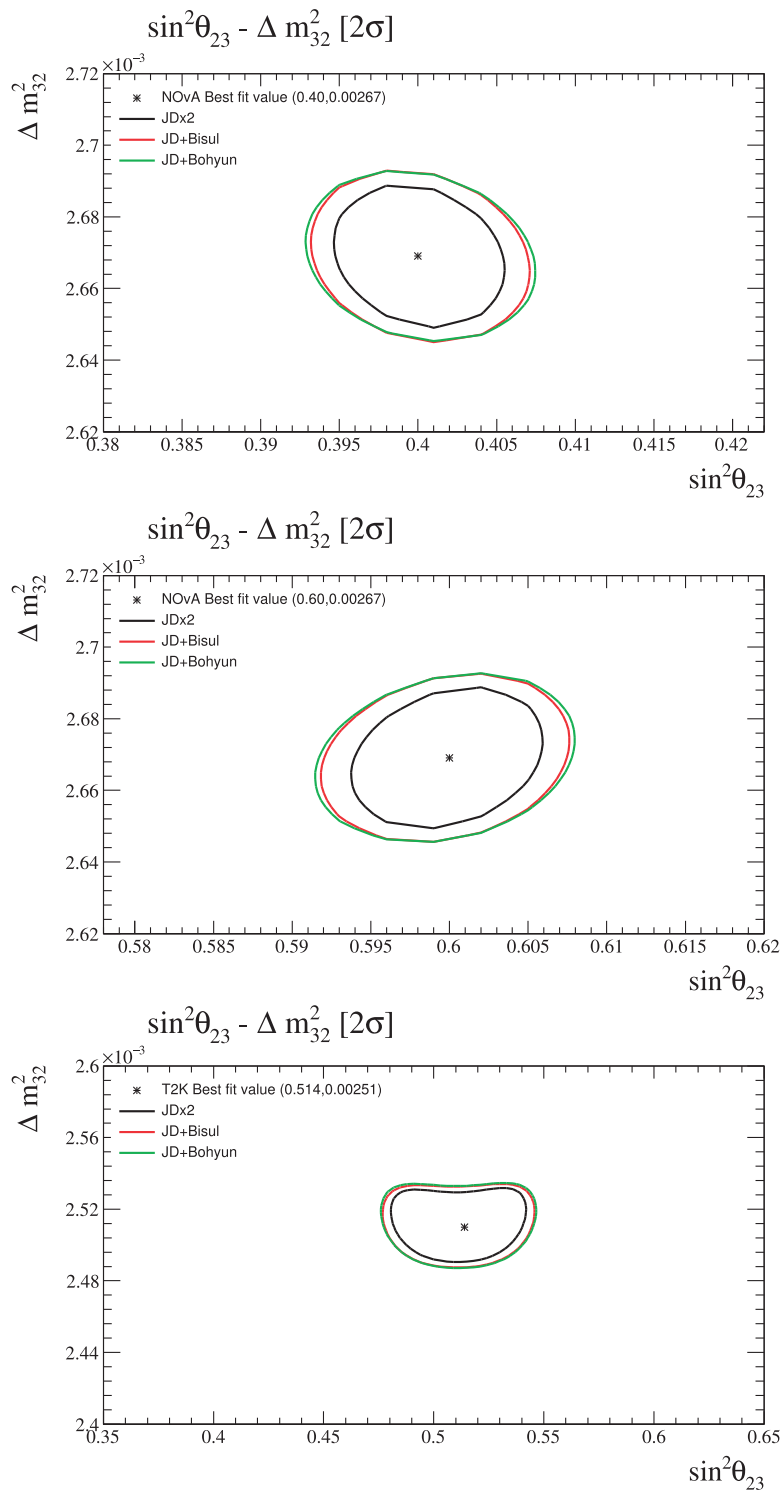 sin²θ₂₃ - Δ m²₃₂ [2σ]
×10⁻³
Δ m²₃₂
2.72
2.7
2.68
2.66
2.64
2.62
NOvA Best fit value (0.40,0.00267)
JDx2
JD+Bisul
JD+Bohyun
0.38 0.385 0.39 0.395 0.4 0.405 0.41 0.415 0.42
sin²θ₂₃
sin²θ₂₃ - Δ m²₃₂ [2σ]
×10⁻³
Δ m²₃₂
2.72
2.7
2.68
2.66
2.64
2.62
NOvA Best fit value (0.60,0.00267)
JDx2
JD+Bisul
JD+Bohyun
0.58 0.585 0.59 0.595 0.6 0.605 0.61 0.615 0.62
sin²θ₂₃
sin²θ₂₃ - Δ m²₃₂ [2σ]
×10⁻³
Δ m²₃₂
2.6
2.56
2.52
2.48
2.44
2.4
T2K Best fit value (0.514,0.00251)
JDx2
JD+Bisul
JD+Bohyun
0.35 0.4 0.45 0.5 0.55 0.6 0.65
sin²θ₂₃